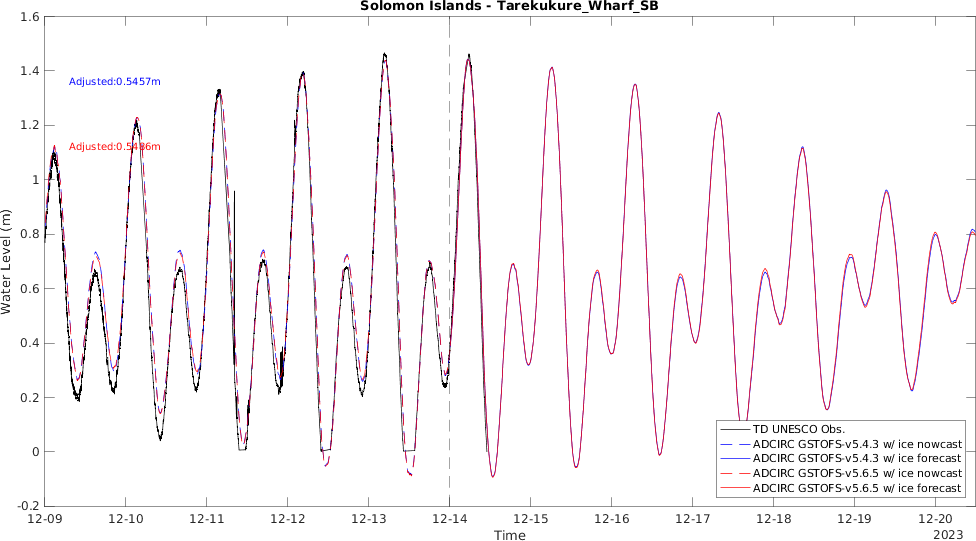 Solomon Islands - Tarekukure_Wharf_SB
1.6
1.4
Adjusted:0.5457m
1.2
Adjusted:0.5486m
1
0.8
Water Level (m)
0.6
0.4
0.2
0
-0.2
TD UNESCO Obs.
ADCIRC GSTOFS-v5.4.3 w/ ice nowcast
ADCIRC GSTOFS-v5.4.3 w/ ice forecast
ADCIRC GSTOFS-v5.6.5 w/ ice nowcast
ADCIRC GSTOFS-v5.6.5 w/ ice forecast
12-09 12-10 12-11 12-12 12-13 12-14 12-15 12-16 12-17 12-18 12-19 12-20
Time
2023